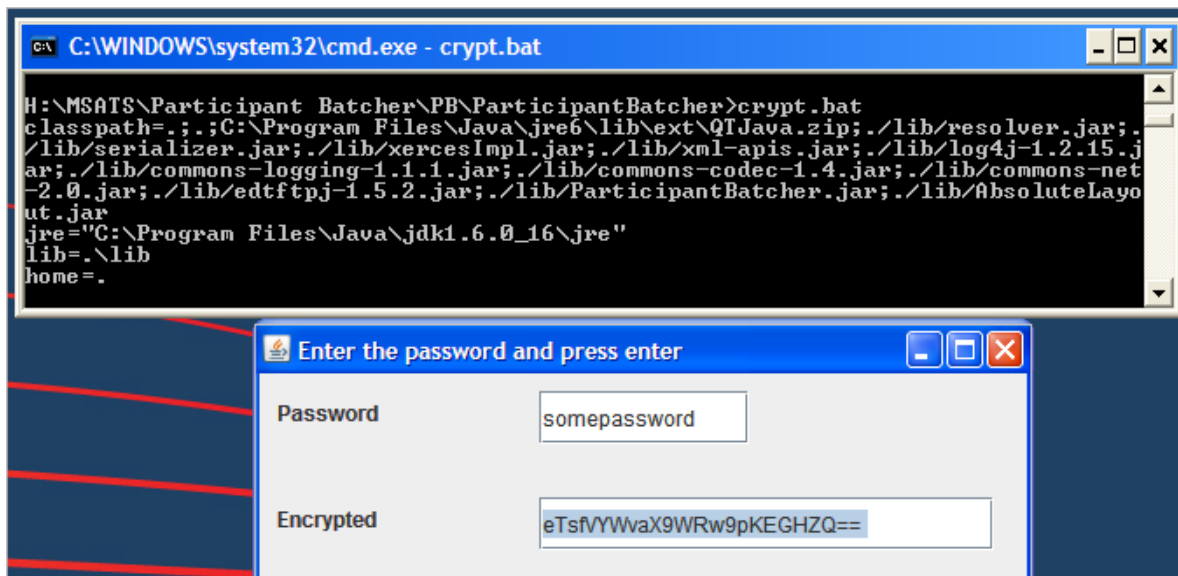 C:\WINDOWS\system32\cmd.exe - crypt.bat
H:\MSATS\Participant Batcher\PB\ParticipantBatcher>crypt.bat
classpath=.;.;C:\Program Files\Java\jre6\lib\ext\QTJava.zip;./lib/resolver.jar;.
/lib/serializer.jar;./lib/xercesImpl.jar;./lib/xml-apis.jar;./lib/log4j-1.2.15.j
ar;./lib/commons-logging-1.1.1.jar;./lib/commons-codec-1.4.jar;./lib/commons-net
-2.0.jar;./lib/edtftpj-1.5.2.jar;./lib/ParticipantBatcher.jar;./lib/AbsoluteLayo
ut.jar
jre="C:\Program Files\Java\jdk1.6.0_16\jre"
lib=.\lib
home=.
Enter the password and press enter
Password somepassword
Encrypted eTsfVYWvaX9WRw9pKEGHZQ==